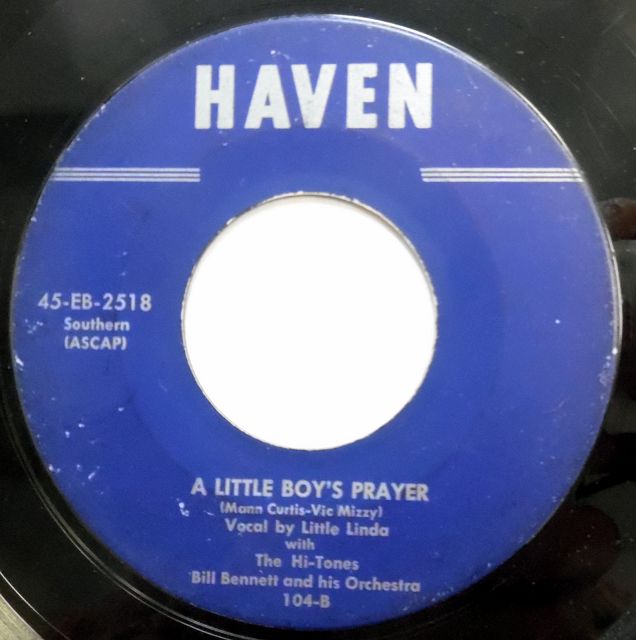 HAVEN
45-EB-2518
Southern
(ASCAP)
A LITTLE BOY'S PRAYER
(Mann Curtis-Vic Mizzy)
Vocal by Little Linda
with
The Hi-Tones
Bill Bennett and his Orchestra
104-B